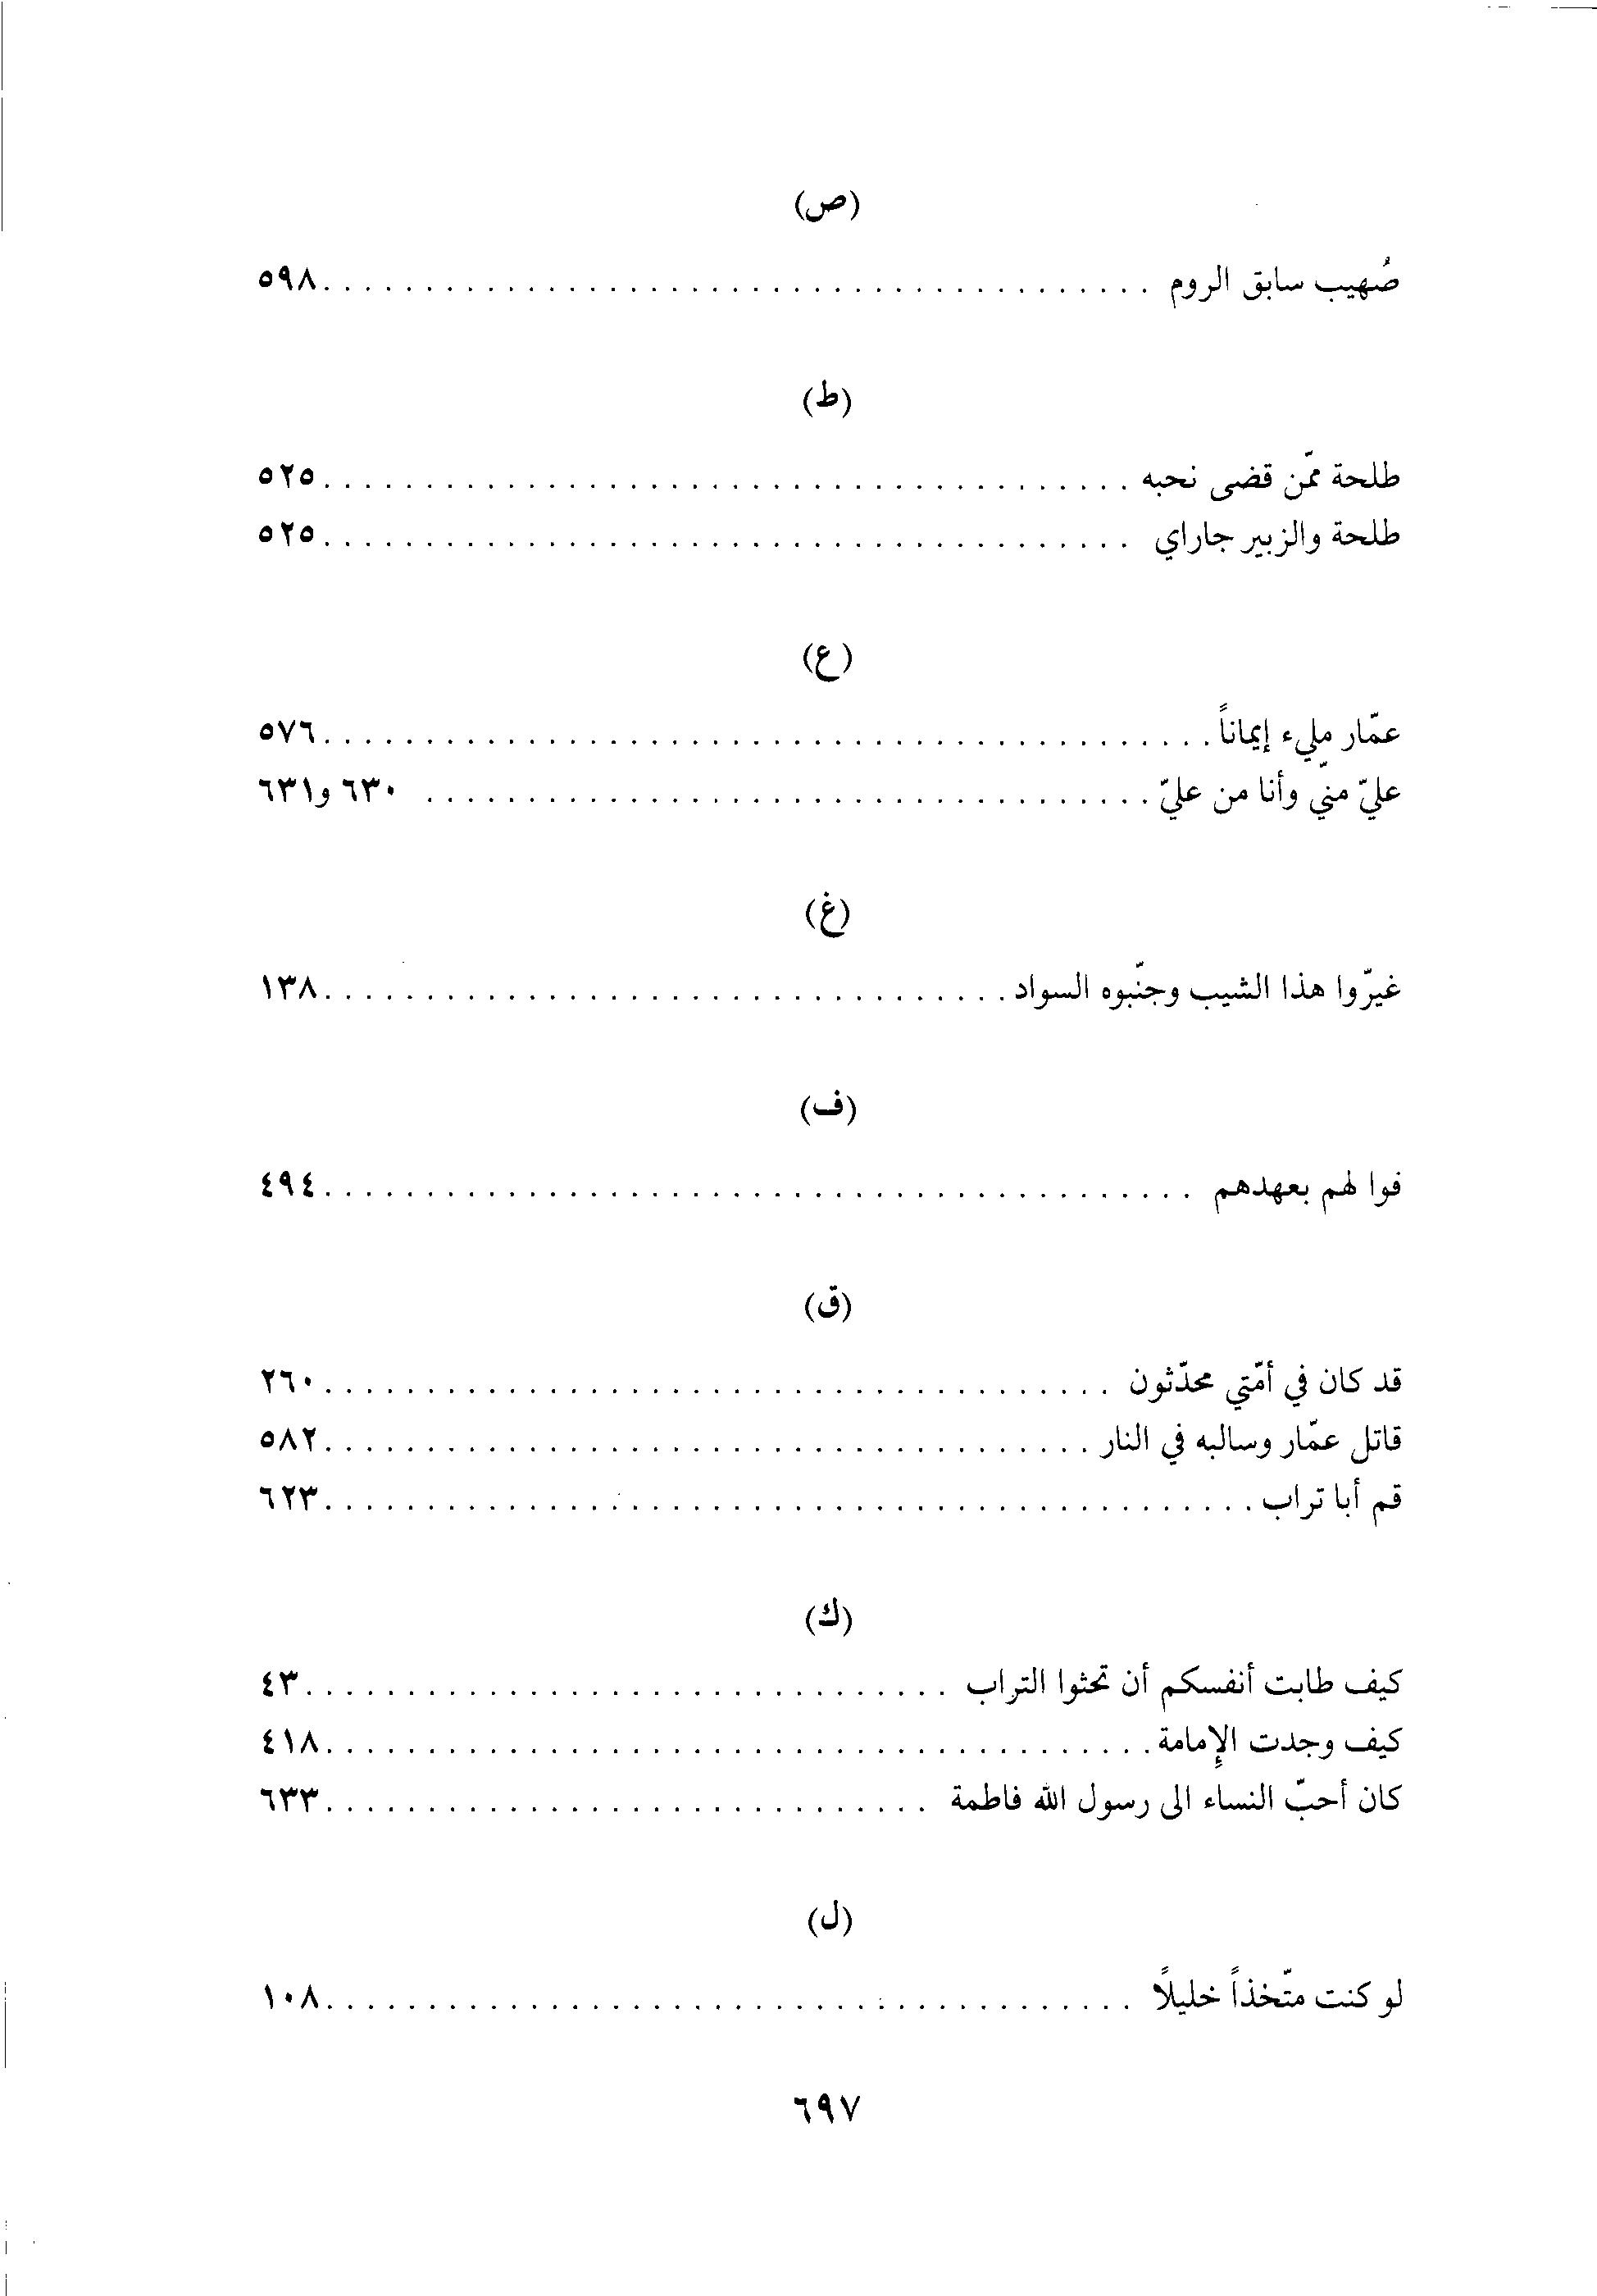 (ص)
صُهيب سابق الروم . . . . . . . . . . . . . . . . . . . . ٥٩٨
(ط)
طلحة ممّن قضى نحبه . . . . . . . . . . . . . . . . . . . . ٥٢٥
طلحة والزبير جاراي . . . . . . . . . . . . . . . . . . . . ٥٢٥
(ع)
عمّار مليء إيماناً . . . . . . . . . . . . . . . . . . . . ٥٧٦
عليّ منّي وأنا من عليّ . . . . . . . . . . . . . . . . . . . . ٦٣٠ و٦٣١
(غ)
غيّروا هذا الشيب وجنّبوه السواد . . . . . . . . . . . . . . . . . . . . ١٣٨
(ف)
فوا لهم بعهدهم . . . . . . . . . . . . . . . . . . . . ٤٩٤
(ق)
قد كان في أمّتي محدّثون . . . . . . . . . . . . . . . . . . . . ٢٦٠
قاتل عمّار وسالبه في النار . . . . . . . . . . . . . . . . . . . . ٥٨٢
قم أبا تراب . . . . . . . . . . . . . . . . . . . . ٦٢٣
(ك)
كيف طابت أنفسكم أن تحثوا التراب . . . . . . . . . . . . . . . . . . . . ٤٣
كيف وجدت الإمامة . . . . . . . . . . . . . . . . . . . . ٤١٨
كان أحبّ النساء الى رسول الله فاطمة . . . . . . . . . . . . . . . . . . . . ٦٣٣
(ل)
لو كنت متّخذاً خليلاً . . . . . . . . . . . . . . . . . . . . ١٠٨
٦٩٧